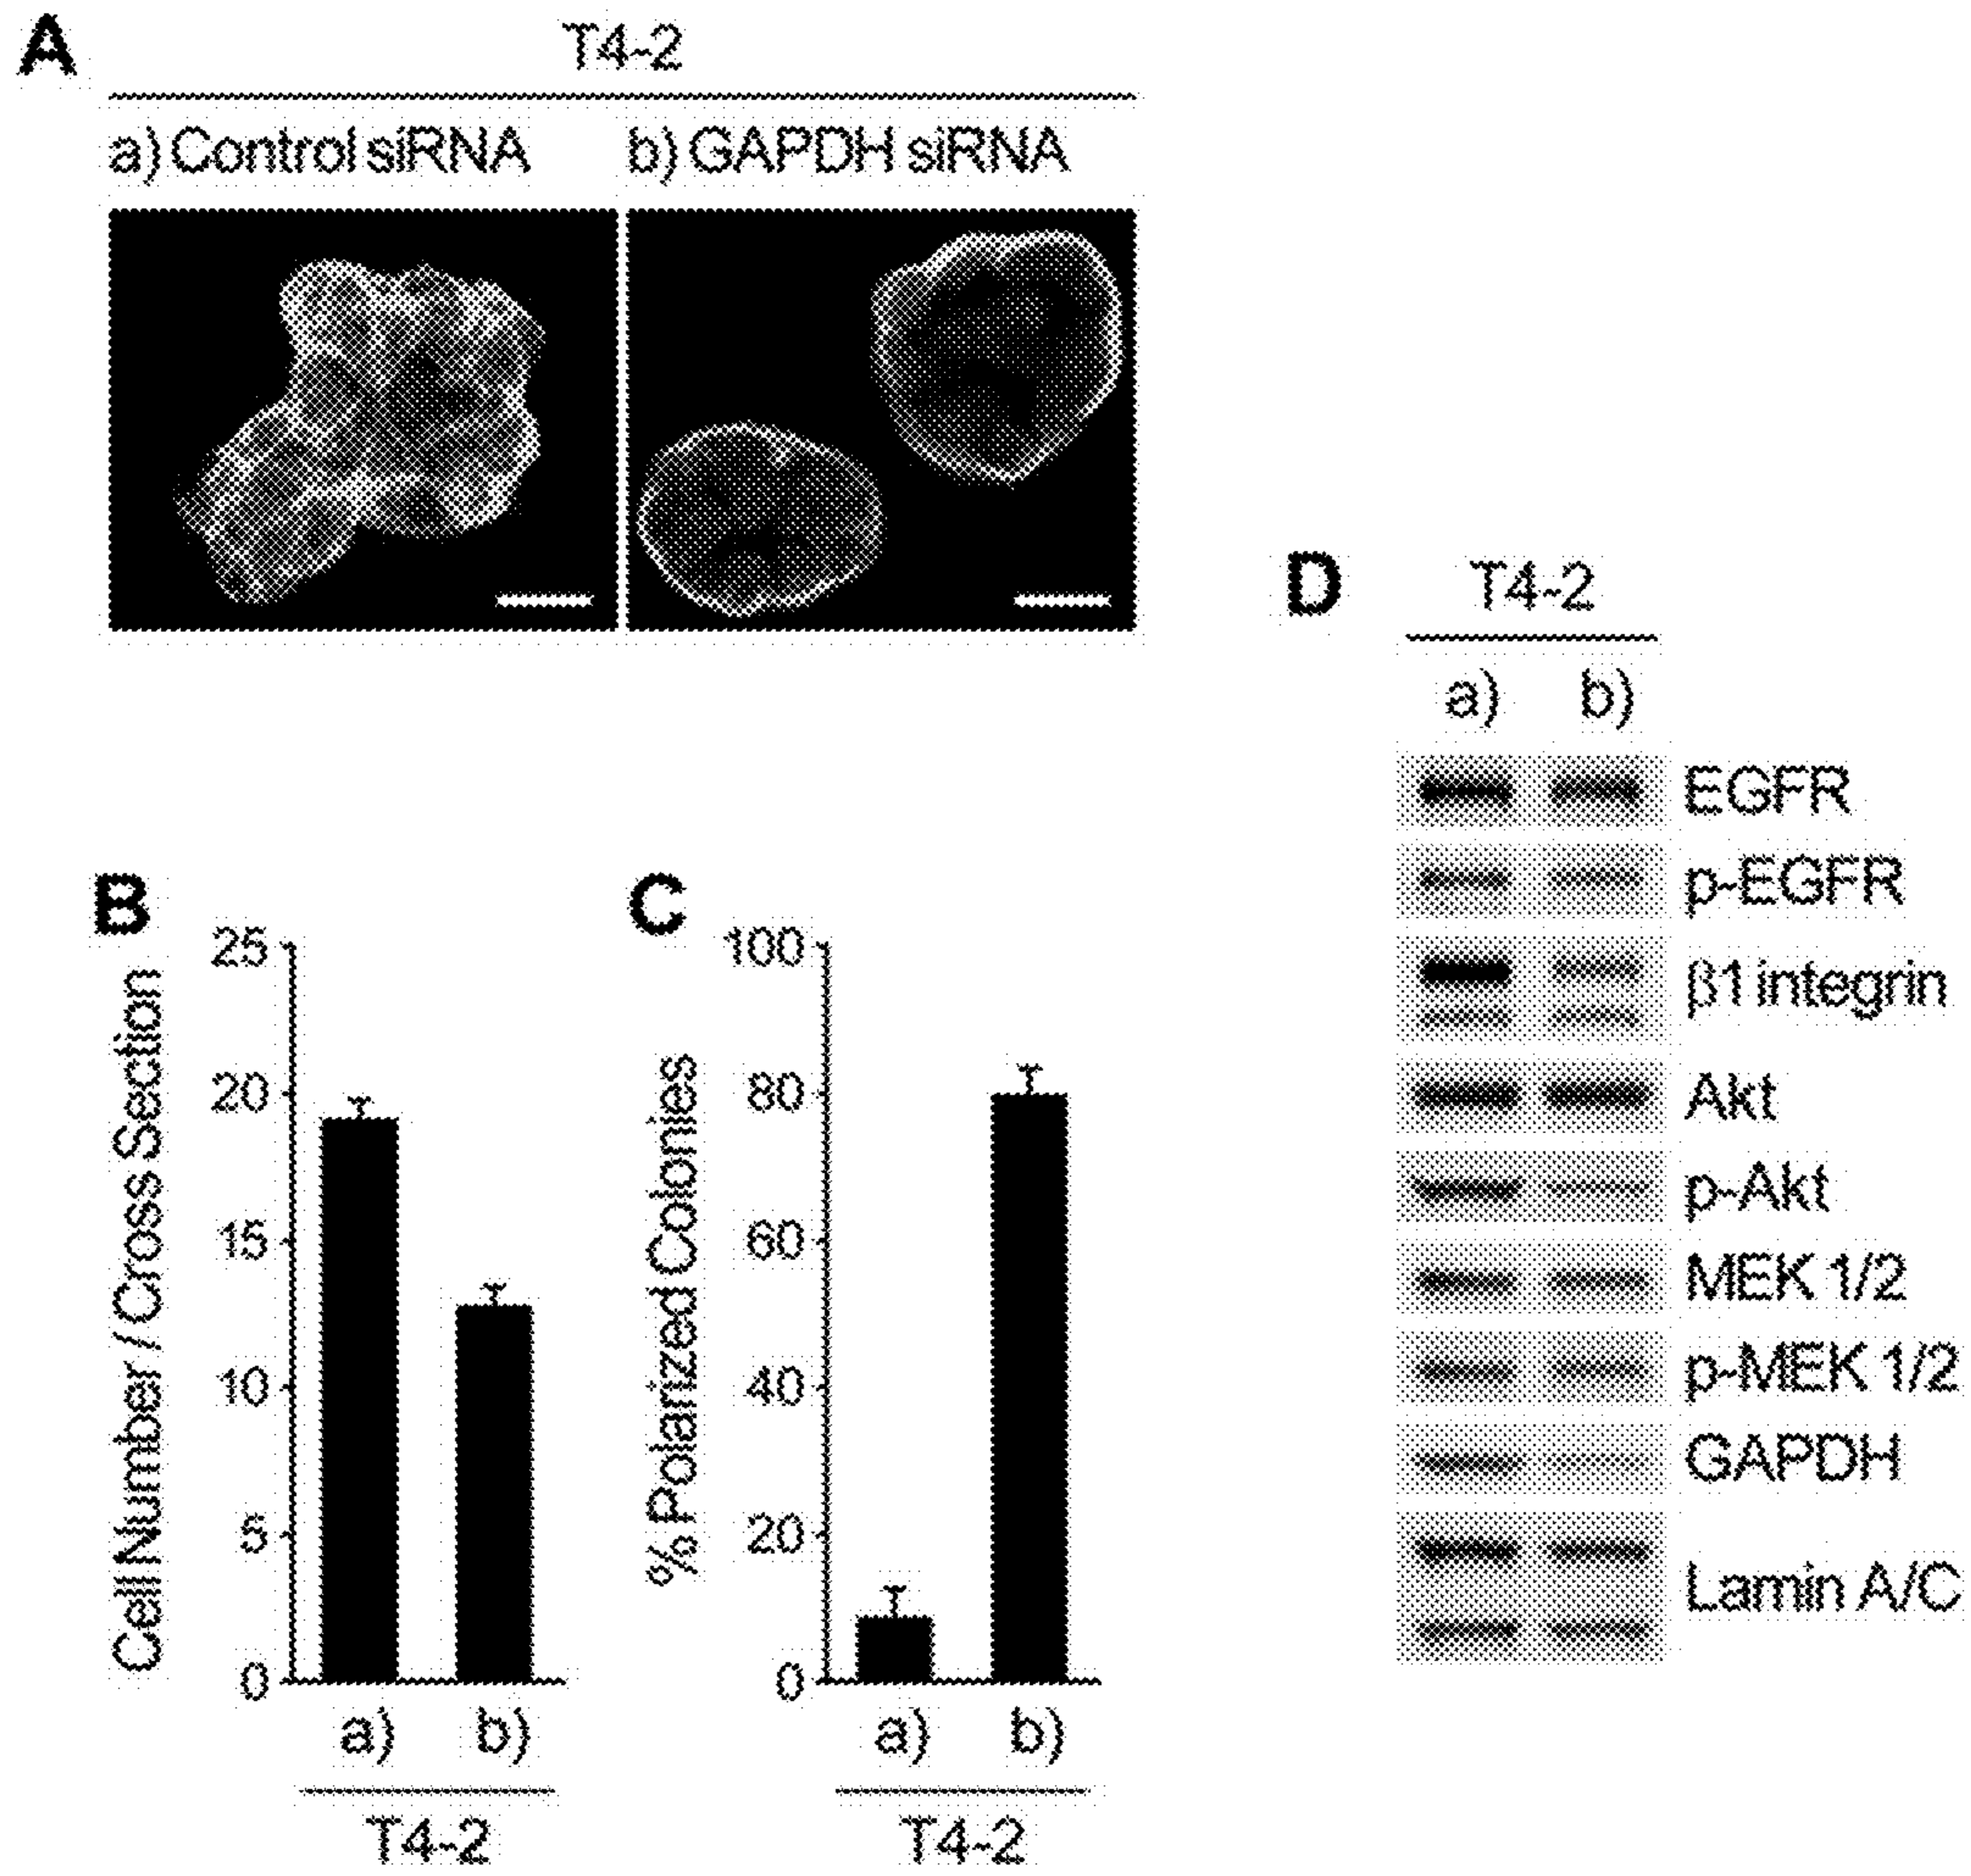 A
T4-2
a) Control siRNA
b) GAPDH siRNA
B
Cell Number / Cross Section
25
20
15
10
5
0
a)
b)
T4-2
C
% Polarized Colonies
100
80
60
40
20
0
a)
b)
T4-2
D
T4-2
a)
b)
EGFR
p-EGFR
β1 integrin
Akt
p-Akt
MEK 1/2
p-MEK 1/2
GAPDH
Lamin A/C